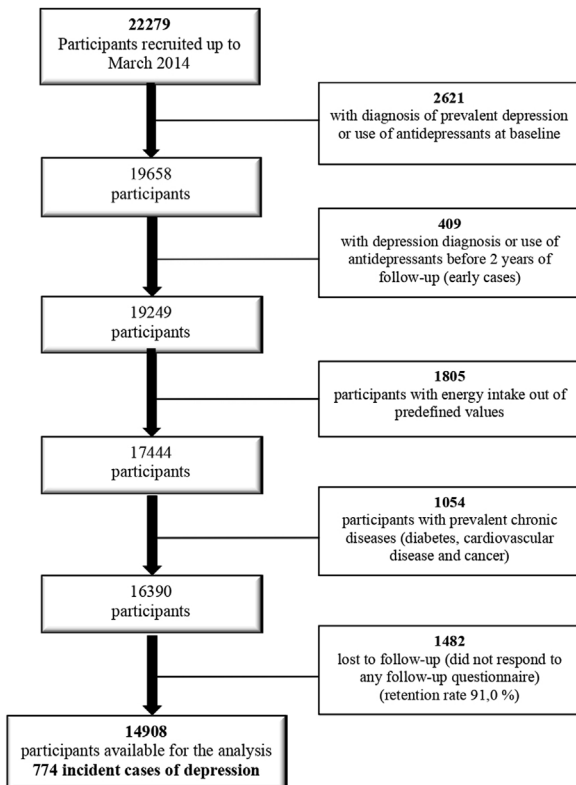 22279
Participants recruited up to
March 2014
2621
with diagnosis of prevalent depression
or use of antidepressants at baseline
19658
participants
409
with depression diagnosis or use of
antidepressants before 2 years of
follow-up (early cases)
19249
participants
1805
participants with energy intake out of
predefined values
17444
participants
1054
participants with prevalent chronic
diseases (diabetes, cardiovascular
disease and cancer)
16390
participants
1482
lost to follow-up (did not respond to
any follow-up questionnaire)
(retention rate 91,0 %)
14908
participants available for the analysis
774 incident cases of depression